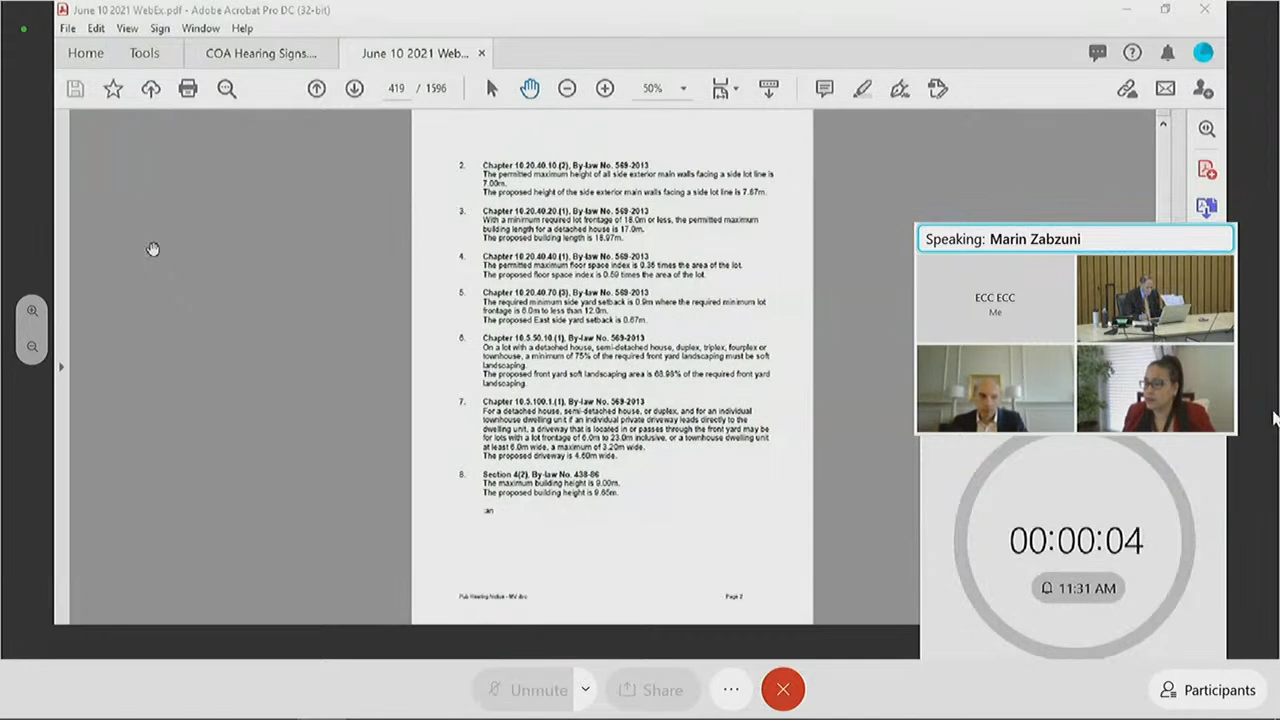 June 10 2021 WebEx.pdf - Adobe Acrobat Pro DC (32-bit)
File Edit View Sign Window Help
Home Tools COA Hearing Signs.... June 10 2021 Web... ×
419 / 1596 50%
2. Chapter 10.20.40.10.(2), By-law No. 569-2013
The permitted maximum height of all side exterior main walls facing a side lot line is
7.00m.
The proposed height of the side exterior main walls facing a side lot line is 7.67m.
3. Chapter 10.20.40.20.(1), By-law No. 569-2013
With a minimum required lot frontage of 18.0m or less, the permitted maximum
building length for a detached house is 17.0m.
The proposed building length is 18.97m.
4. Chapter 10.20.40.40.(1), By-law No. 569-2013
The permitted maximum floor space index is 0.35 times the area of the lot.
The proposed floor space index is 0.59 times the area of the lot.
5. Chapter 10.20.40.70.(3), By-law No. 569-2013
The required minimum side yard setback is 0.9m where the required minimum lot
frontage is 6.0m to less than 12.0m.
The proposed East side yard setback is 0.67m.
6. Chapter 10.5.50.10.(1), By-law No. 569-2013
On a lot with a detached house, semi-detached house, duplex, triplex, fourplex or
townhouse, a minimum of 75% of the required front yard landscaping must be soft
landscaping.
The proposed front yard soft landscaping area is 68.98% of the required front yard
landscaping.
7. Chapter 10.5.100.1.(1), By-law No. 569-2013
For a detached house, semi-detached house, or duplex, and for an individual
townhouse dwelling unit if an individual private driveway leads directly to the
dwelling unit, a driveway that is located in or passes through the front yard may be
for lots with a lot frontage of 6.0m to 23.0m inclusive, or a townhouse dwelling unit
at least 6.0m wide, a maximum of 3.20m wide.
The proposed driveway is 4.60m wide.
8. Section 4(2), By-law No. 438-86
The maximum building height is 9.00m.
The proposed building height is 9.65m.
:an
Pub Hearing Notice - MV.doc Page 2
Speaking: Marin Zabzuni
ECC ECC
Me
00:00:04
11:31 AM
Unmute Share ... Participants